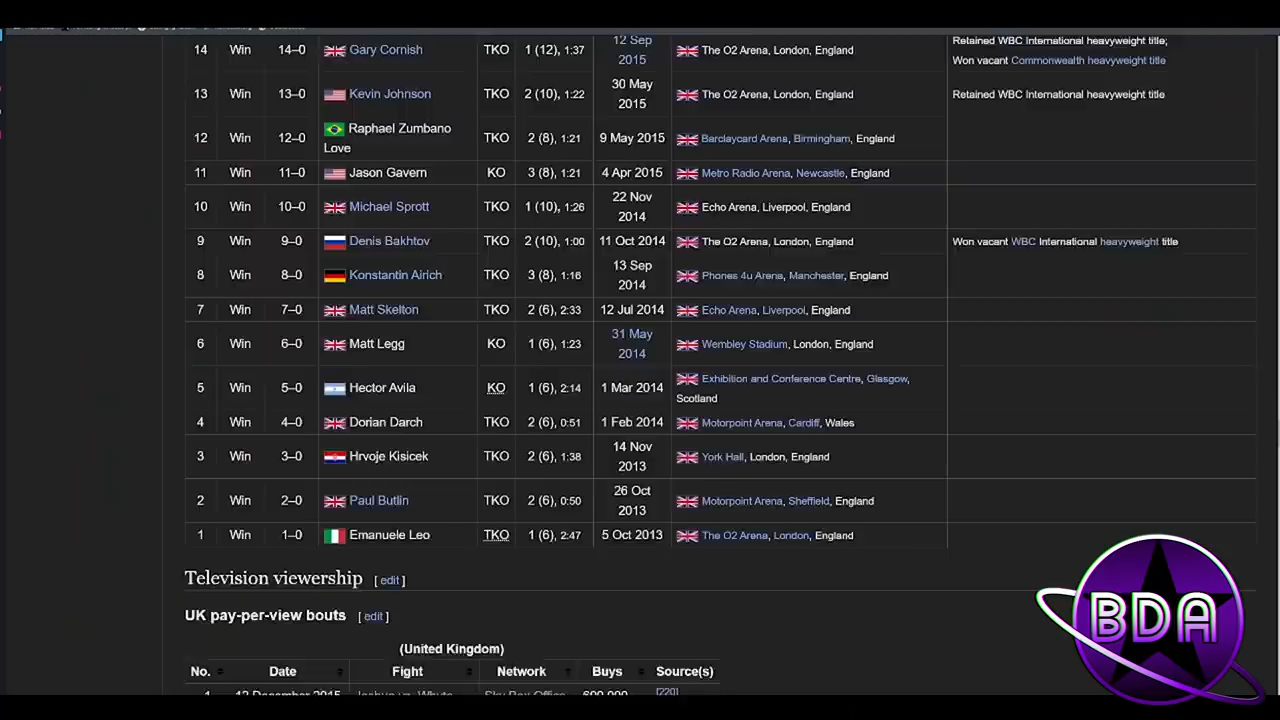 14 Win 14–0 Gary Cornish TKO 1 (12), 1:37 12 Sep 2015 The O2 Arena, London, England Retained WBC International heavyweight title; Won vacant Commonwealth heavyweight title
13 Win 13–0 Kevin Johnson TKO 2 (10), 1:22 30 May 2015 The O2 Arena, London, England Retained WBC International heavyweight title
12 Win 12–0 Raphael Zumbano Love TKO 2 (8), 1:21 9 May 2015 Barclaycard Arena, Birmingham, England
11 Win 11–0 Jason Gavern KO 3 (8), 1:21 4 Apr 2015 Metro Radio Arena, Newcastle, England
10 Win 10–0 Michael Sprott TKO 1 (10), 1:26 22 Nov 2014 Echo Arena, Liverpool, England
9 Win 9–0 Denis Bakhtov TKO 2 (10), 1:00 11 Oct 2014 The O2 Arena, London, England Won vacant WBC International heavyweight title
8 Win 8–0 Konstantin Airich TKO 3 (8), 1:16 13 Sep 2014 Phones 4u Arena, Manchester, England
7 Win 7–0 Matt Skelton TKO 2 (6), 2:33 12 Jul 2014 Echo Arena, Liverpool, England
6 Win 6–0 Matt Legg KO 1 (6), 1:23 31 May 2014 Wembley Stadium, London, England
5 Win 5–0 Hector Avila KO 1 (6), 2:14 1 Mar 2014 Exhibition and Conference Centre, Glasgow, Scotland
4 Win 4–0 Dorian Darch TKO 2 (6), 0:51 1 Feb 2014 Motorpoint Arena, Cardiff, Wales
3 Win 3–0 Hrvoje Kisicek TKO 2 (6), 1:38 14 Nov 2013 York Hall, London, England
2 Win 2–0 Paul Butlin TKO 2 (6), 0:50 26 Oct 2013 Motorpoint Arena, Sheffield, England
1 Win 1–0 Emanuele Leo TKO 1 (6), 2:47 5 Oct 2013 The O2 Arena, London, England
Television viewership [ edit ]
UK pay-per-view bouts [ edit ]
(United Kingdom)
No. Date Fight Network Buys Source(s)
1 12 December 2015 Joshua vs. Whyte Sky Box Office 600,000 [220]
BDA